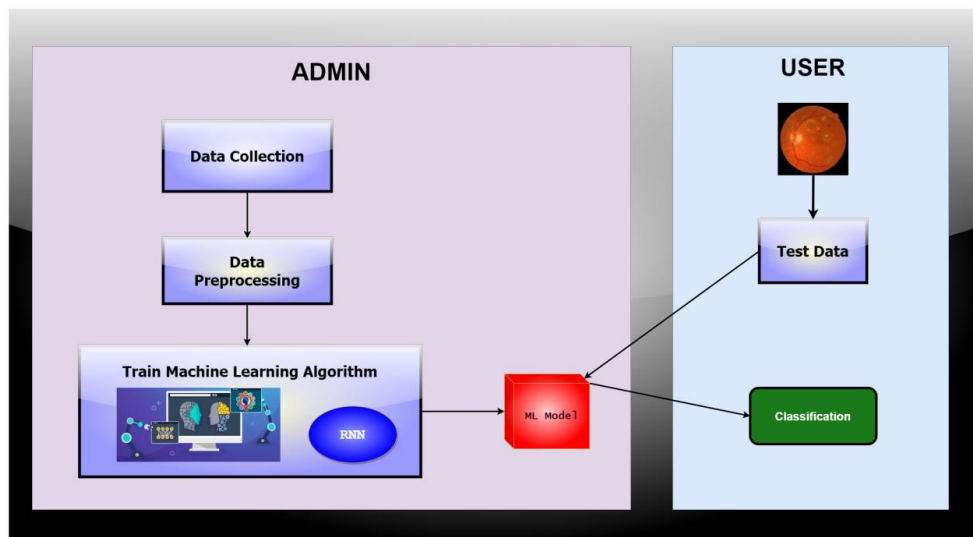 ADMIN
USER
Data Collection
Data
Preprocessing
Test Data
Train Machine Learning Algorithm
RNN
ML Model
Classification